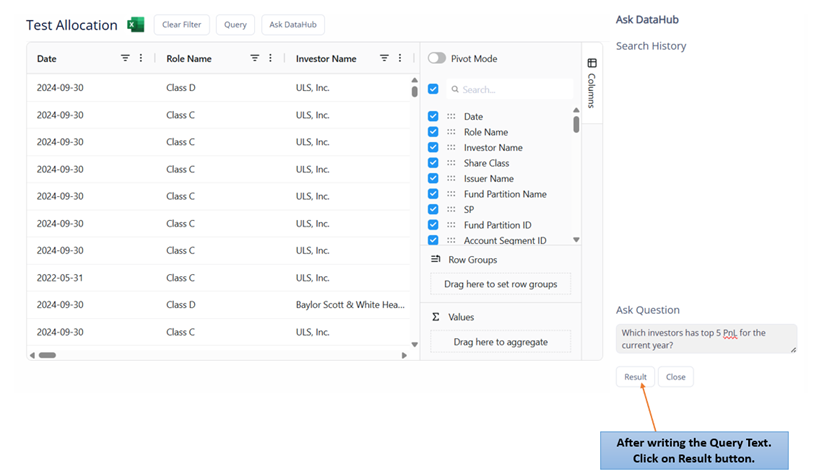 Test Allocation Clear Filter Query Ask DataHub
Date Role Name Investor Name
2024-09-30 Class D ULS, Inc.
2024-09-30 Class C ULS, Inc.
2024-09-30 Class C ULS, Inc.
2024-09-30 Class C ULS, Inc.
2024-09-30 Class C ULS, Inc.
2024-09-30 Class C ULS, Inc.
2024-09-30 Class C ULS, Inc.
2022-05-31 Class C ULS, Inc.
2024-09-30 Class D Baylor Scott & White Hea...
2024-09-30 Class C ULS, Inc.
Pivot Mode
Search...
Date
Role Name
Investor Name
Share Class
Issuer Name
Fund Partition Name
SP
Fund Partition ID
Account Segment ID
Row Groups
Drag here to set row groups
Σ Values
Drag here to aggregate
Columns
Ask DataHub
Search History
Ask Question
Which investors has top 5 PnL for the
current year?
Result Close
After writing the Query Text.
Click on Result button.